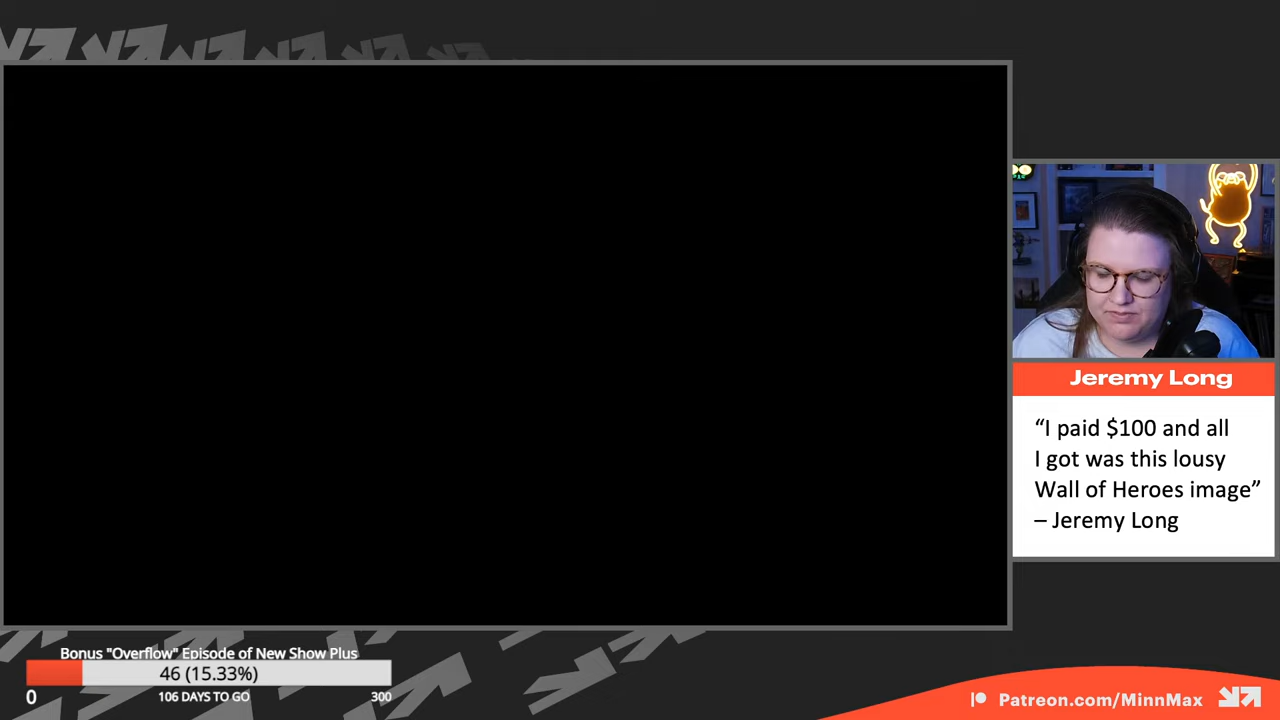 Jeremy Long
“I paid $100 and all
I got was this lousy
Wall of Heroes image”
– Jeremy Long
Bonus "Overflow" Episode of New Show Plus
46 (15.33%)
0
106 DAYS TO GO
300
Patreon.com/MinnMax